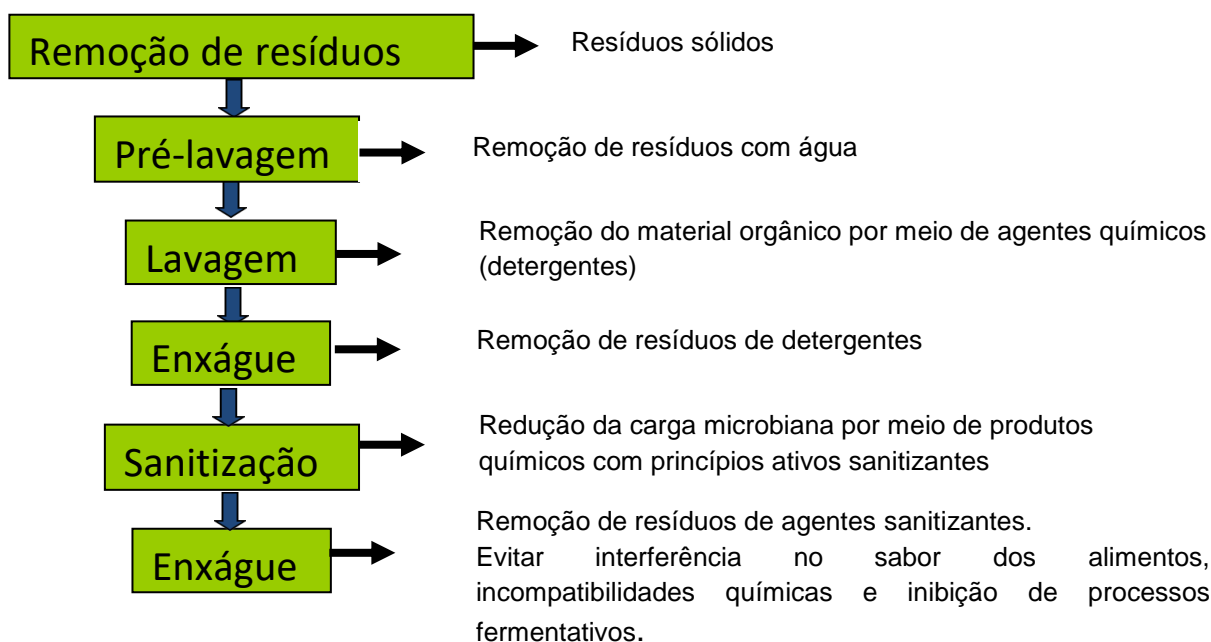 Remoção de resíduos
Resíduos sólidos
Pré-lavagem
Remoção de resíduos com água
Lavagem
Remoção do material orgânico por meio de agentes químicos
(detergentes)
Enxágue
Remoção de resíduos de detergentes
Sanitização
Redução da carga microbiana por meio de produtos
químicos com princípios ativos sanitizantes
Enxágue
Remoção de resíduos de agentes sanitizantes.
Evitar interferência no sabor dos alimentos,
incompatibilidades químicas e inibição de processos
fermentativos.